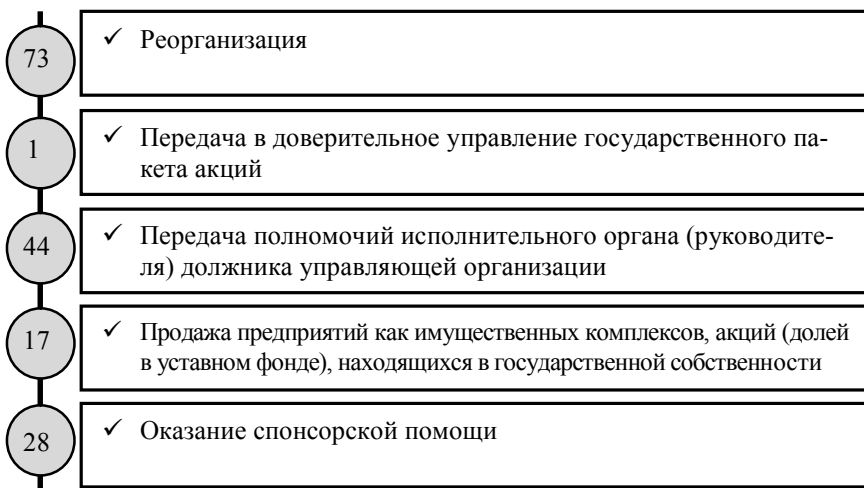 73
✓ Реорганизация
1
✓ Передача в доверительное управление государственного па-
кета акций
44
✓ Передача полномочий исполнительного органа (руководите-
ля) должника управляющей организации
17
✓ Продажа предприятий как имущественных комплексов, акций (долей
в уставном фонде), находящихся в государственной собственности
28
✓ Оказание спонсорской помощи